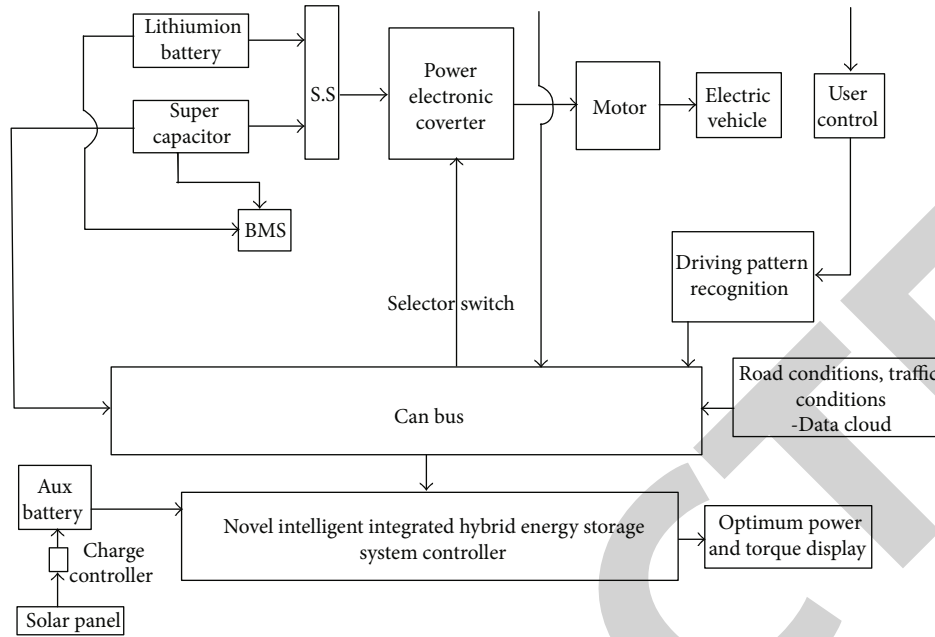 Lithiumion
battery
S.S
Power
electronic
coverter
Motor
Electric
vehicle
User
control
Super
capacitor
BMS
Driving pattern
recognition
Selector switch
Road conditions, traffic
conditions
-Data cloud
Can bus
Aux
battery
Novel intelligent integrated hybrid energy storage
system controller
Optimum power
and torque display
Charge
controller
Solar panel